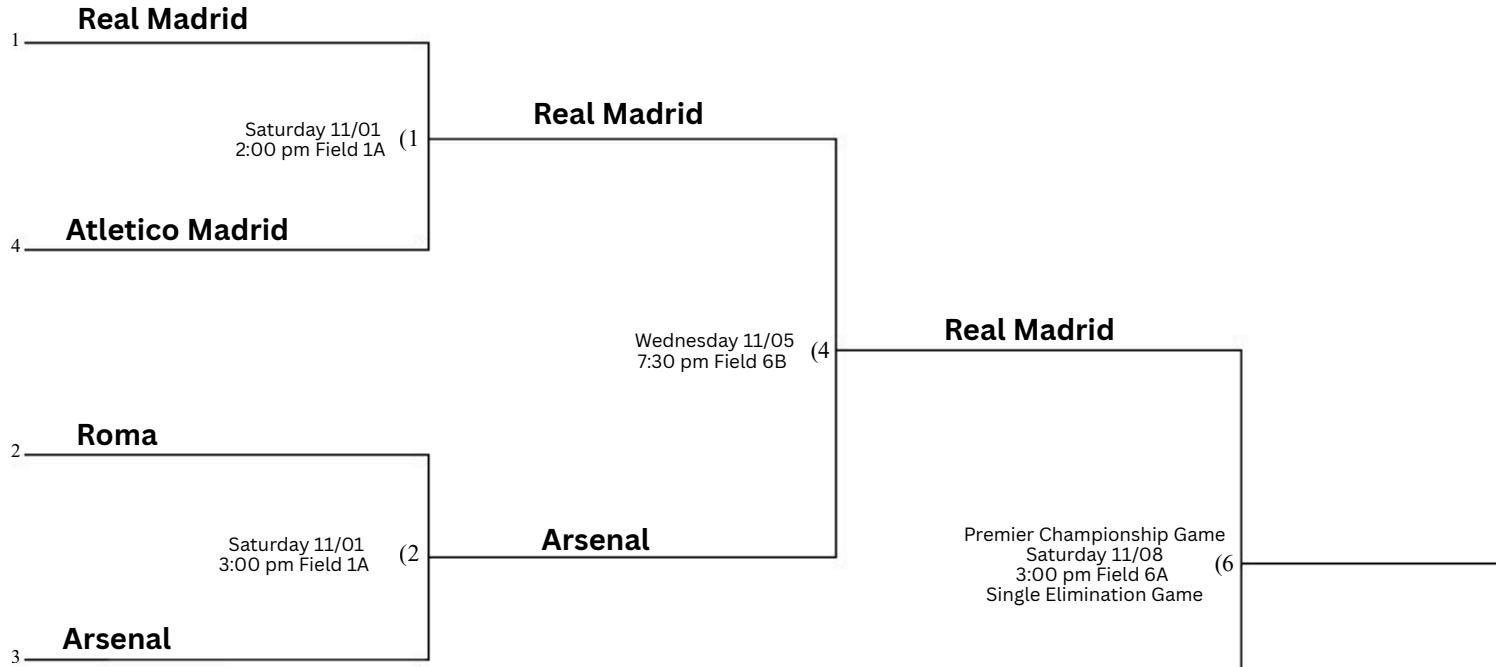 Real Madrid
1
Real Madrid
Saturday 11/01
2:00 pm Field 1A
(1
Atletico Madrid
4
Real Madrid
Wednesday 11/05
7:30 pm Field 6B
(4
Roma
2
Arsenal
Saturday 11/01
3:00 pm Field 1A
(2
Premier Championship Game
Saturday 11/08
3:00 pm Field 6A
Single Elimination Game
(6
Arsenal
3